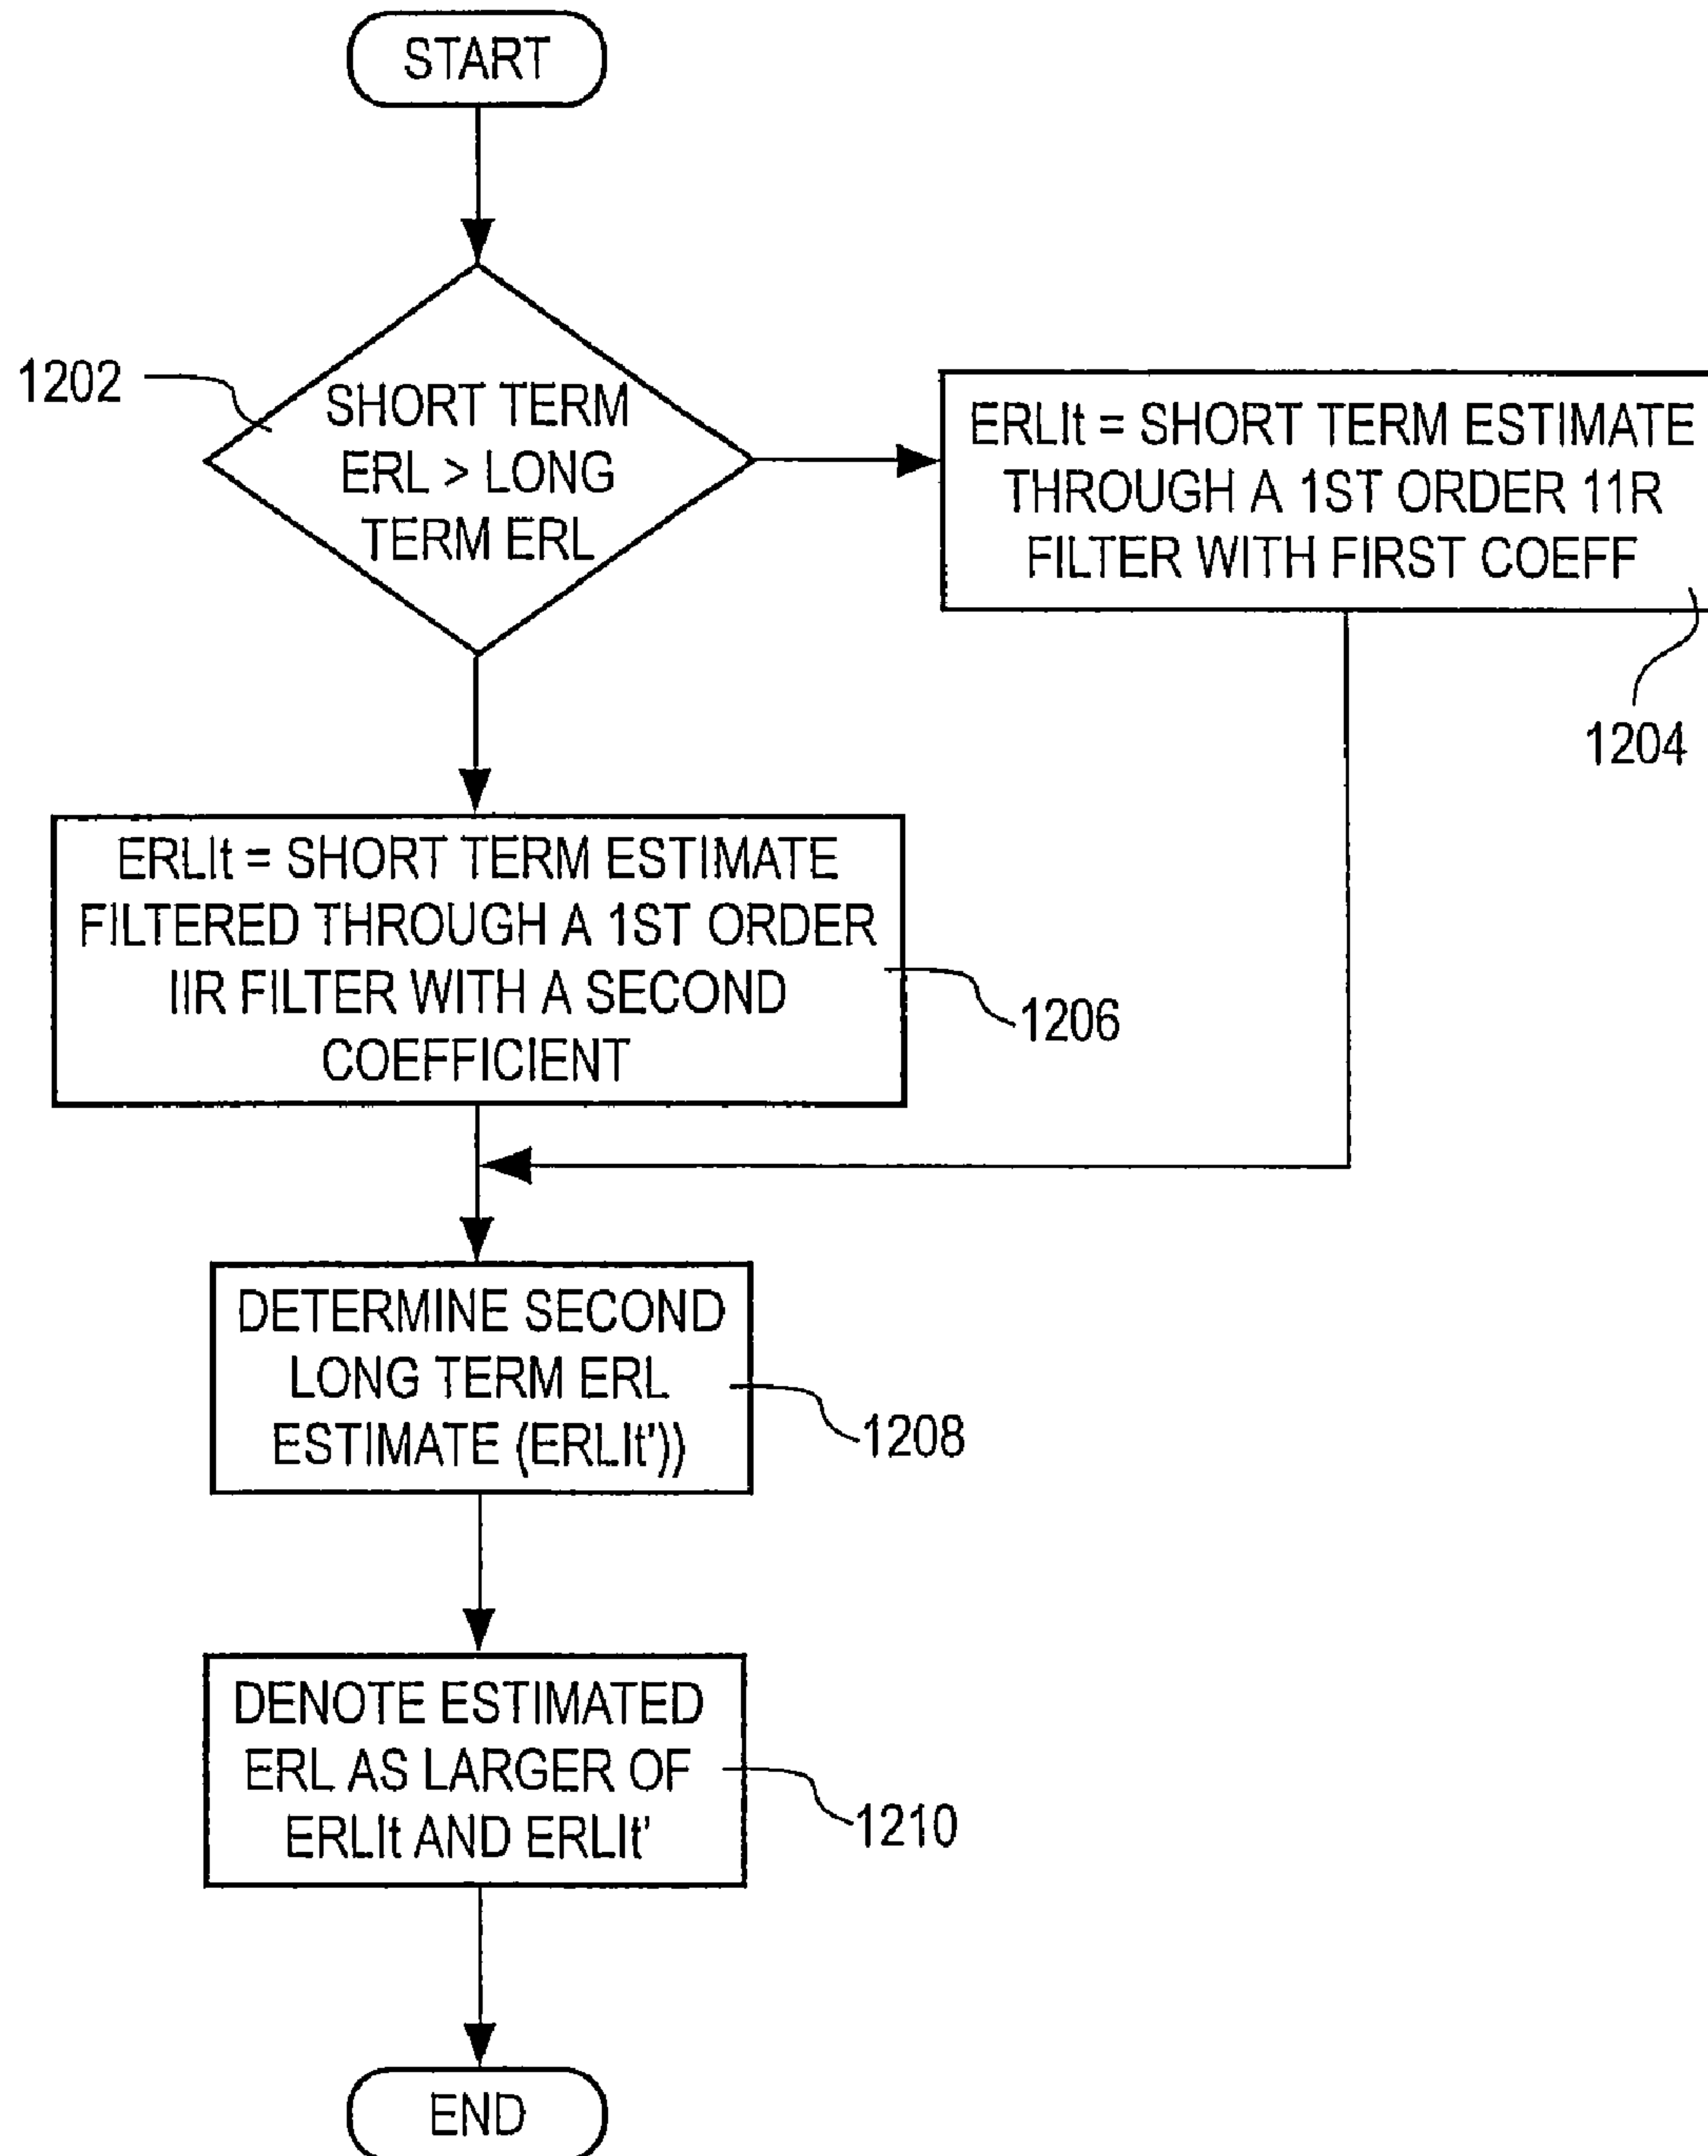 START
1202
SHORT TERM
ERL > LONG
TERM ERL
ERLlt = SHORT TERM ESTIMATE
THROUGH A 1ST ORDER 11R
FILTER WITH FIRST COEFF
1204
ERLlt = SHORT TERM ESTIMATE
FILTERED THROUGH A 1ST ORDER
IIR FILTER WITH A SECOND
COEFFICIENT
1206
DETERMINE SECOND
LONG TERM ERL
ESTIMATE (ERLlt'))
1208
DENOTE ESTIMATED
ERL AS LARGER OF
ERLlt AND ERLlt'
1210
END